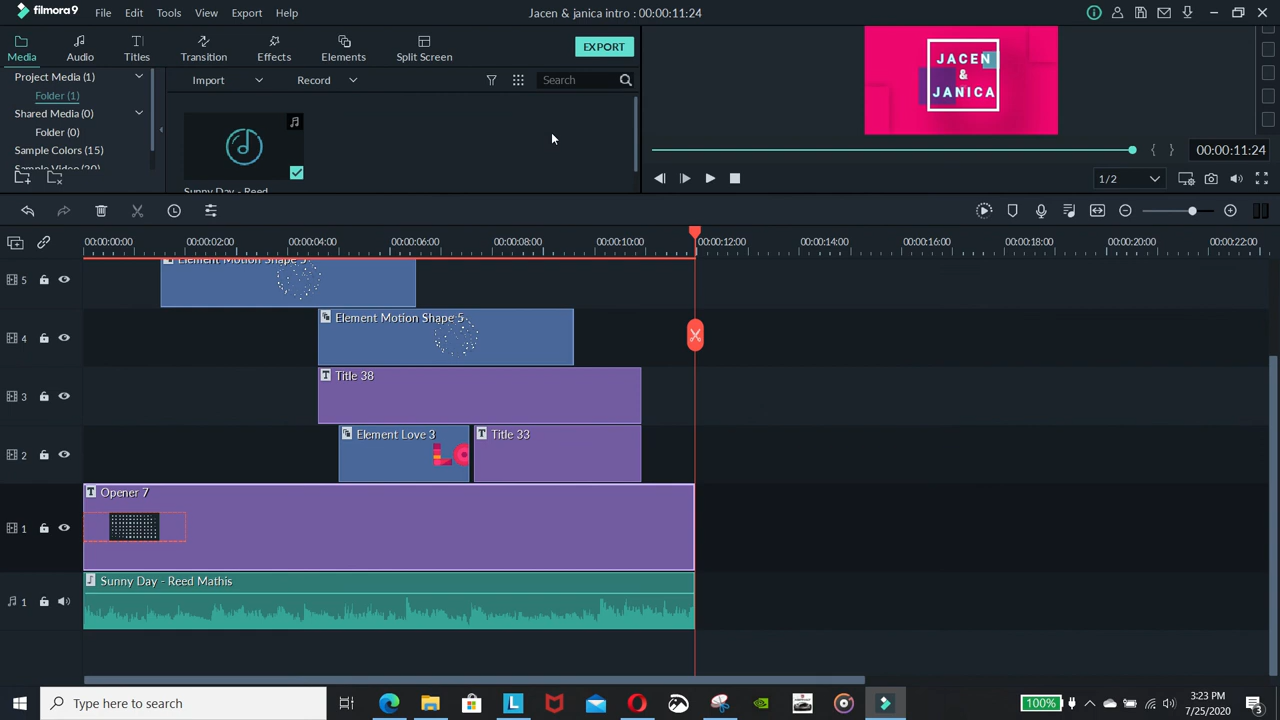 filmora 9
File Edit Tools View Export Help
Jacen & janica intro : 00:00:11:24
Media Audio Titles Transition Effects Elements Split Screen
EXPORT
Project Media (1)
Folder (1)
Shared Media (0)
Folder (0)
Sample Colors (15)
Sample Video (20)
Import Record Search
Sunny Day - Reed
JACEN
&
JANICA
00:00:11:24
1/2
00:00:00:00 00:00:02:00 00:00:04:00 00:00:06:00 00:00:08:00 00:00:10:00 00:00:12:00 00:00:14:00 00:00:16:00 00:00:18:00 00:00:20:00 00:00:22:00
5 Element Motion Shape 5
4 Element Motion Shape 5
3 Title 38
2 Element Love 3 LO Title 33
1 Opener 7
1 Sunny Day - Reed Mathis
Type here to search
L
100%
3:23 PM
7/25/2020
3